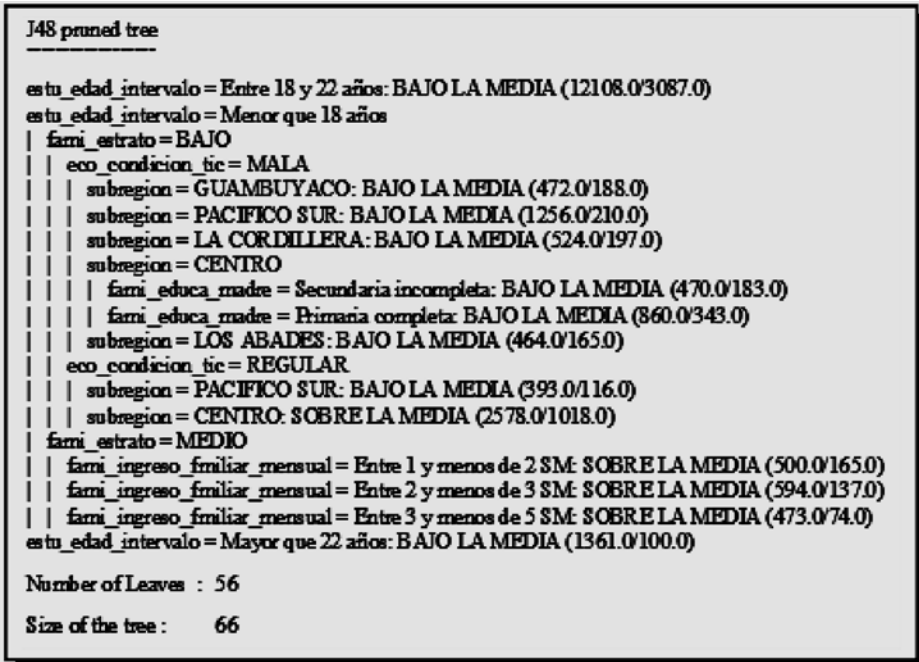 J48 pruned tree
------------------
estu_edad_intervalo = Entre 18 y 22 años: BAJO LA MEDIA (12108.0/3087.0)
estu_edad_intervalo = Menor que 18 años
| fami_estrato = BAJO
| | eco_condicion_tic = MALA
| | | subregion = GUAMBUYACO: BAJO LA MEDIA (472.0/188.0)
| | | subregion = PACIFICO SUR: BAJO LA MEDIA (1256.0/210.0)
| | | subregion = LA CORDILLERA: BAJO LA MEDIA (524.0/197.0)
| | | subregion = CENTRO
| | | | fami_educa_madre = Secundaria incompleta: BAJO LA MEDIA (470.0/183.0)
| | | | fami_educa_madre = Primaria completa: BAJO LA MEDIA (860.0/343.0)
| | | subregion = LOS ABADES: BAJO LA MEDIA (464.0/165.0)
| | eco_condicion_tic = REGULAR
| | | subregion = PACIFICO SUR: BAJO LA MEDIA (393.0/116.0)
| | | subregion = CENTRO: SOBRE LA MEDIA (2578.0/1018.0)
| fami_estrato = MEDIO
| | fami_ingreso_fmiliar_mensual = Entre 1 y menos de 2 SM: SOBRE LA MEDIA (500.0/165.0)
| | fami_ingreso_fmiliar_mensual = Entre 2 y menos de 3 SM: SOBRE LA MEDIA (594.0/137.0)
| | fami_ingreso_fmiliar_mensual = Entre 3 y menos de 5 SM: SOBRE LA MEDIA (473.0/74.0)
estu_edad_intervalo = Mayor que 22 años: BAJO LA MEDIA (1361.0/100.0)
Number of Leaves : 56
Size of the tree : 66